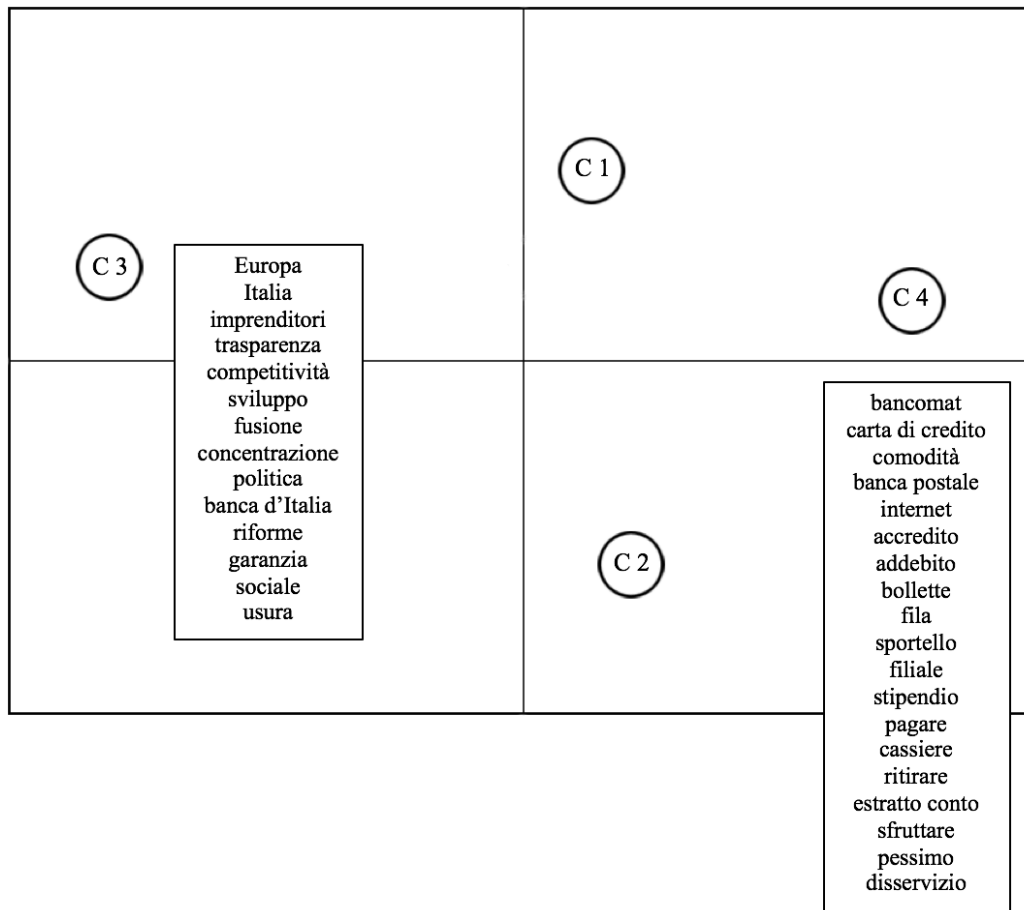 C 1
C 3
C 4
Europa
Italia
imprenditori
trasparenza
competitività
sviluppo
fusione
concentrazione
politica
banca d’Italia
riforme
garanzia
sociale
usura
C 2
bancomat
carta di credito
comodità
banca postale
internet
accredito
addebito
bollette
fila
sportello
filiale
stipendio
pagare
cassiere
ritirare
estratto conto
sfruttare
pessimo
disservizio